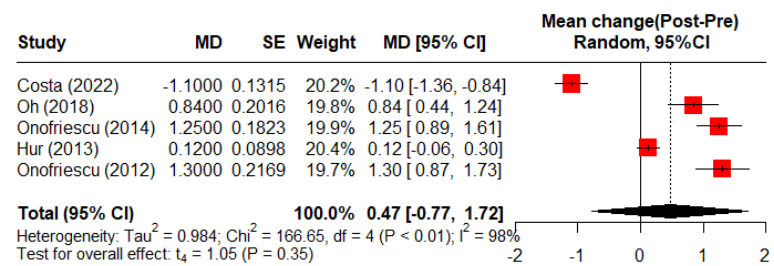 Mean change(Post-Pre)
Study MD SE Weight MD [95% CI] Random, 95%CI
Costa (2022) -1.1000 0.1315 20.2% -1.10 [-1.36, -0.84]
Oh (2018) 0.8400 0.2016 19.8% 0.84 [ 0.44, 1.24]
Onofriescu (2014) 1.2500 0.1823 19.9% 1.25 [ 0.89, 1.61]
Hur (2013) 0.1200 0.0898 20.4% 0.12 [-0.06, 0.30]
Onofriescu (2012) 1.3000 0.2169 19.7% 1.30 [ 0.87, 1.73]
Total (95% CI) 100.0% 0.47 [-0.77, 1.72]
Heterogeneity: Tau² = 0.984; Chi² = 166.65, df = 4 (P < 0.01); I² = 98%
Test for overall effect: t₄ = 1.05 (P = 0.35)
-2 -1 0 1 2